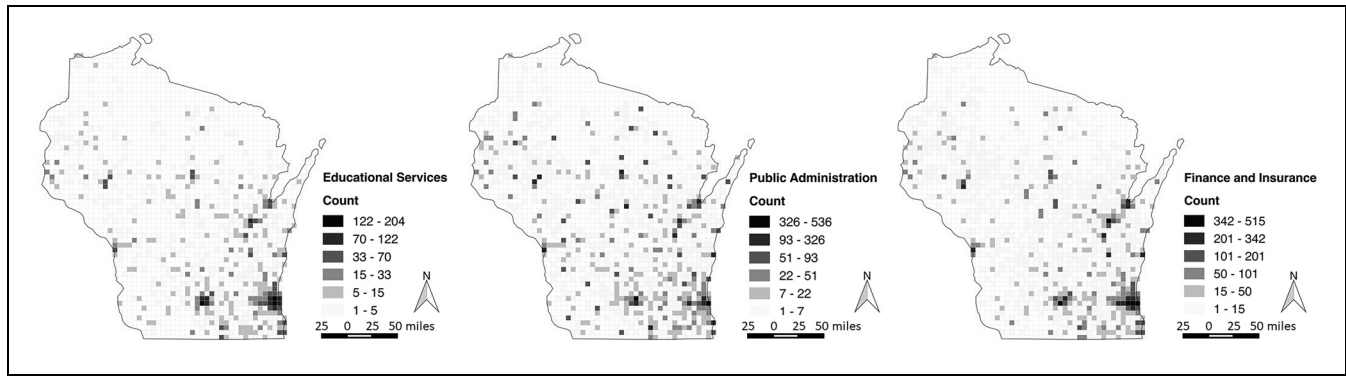 Educational Services
Count
122 - 204
70 - 122
33 - 70
15 - 33
5 - 15
1 - 5
N
25 0 25 50 miles
Public Administration
Count
326 - 536
93 - 326
51 - 93
22 - 51
7 - 22
1 - 7
N
25 0 25 50 miles
Finance and Insurance
Count
342 - 515
201 - 342
101 - 201
50 - 101
15 - 50
1 - 15
N
25 0 25 50 miles